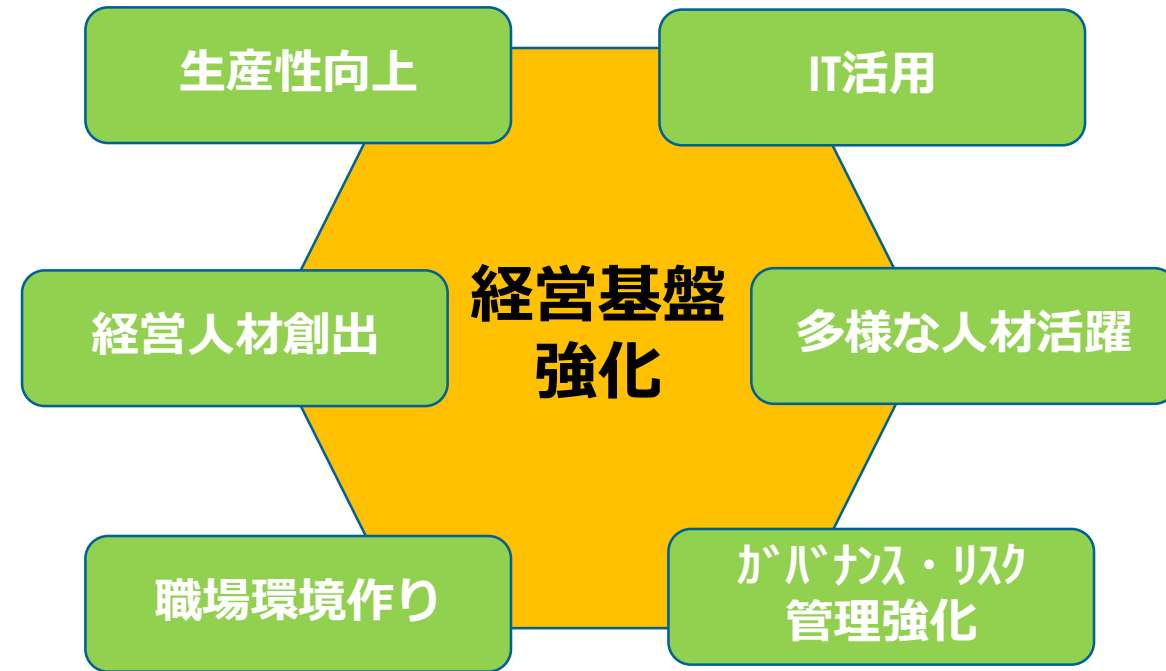 生産性向上
IT活用
経営基盤
強化
経営人材創出
多様な人材活躍
職場環境作り
ｶﾞﾊﾞﾅﾝｽ・ﾘｽｸ
管理強化